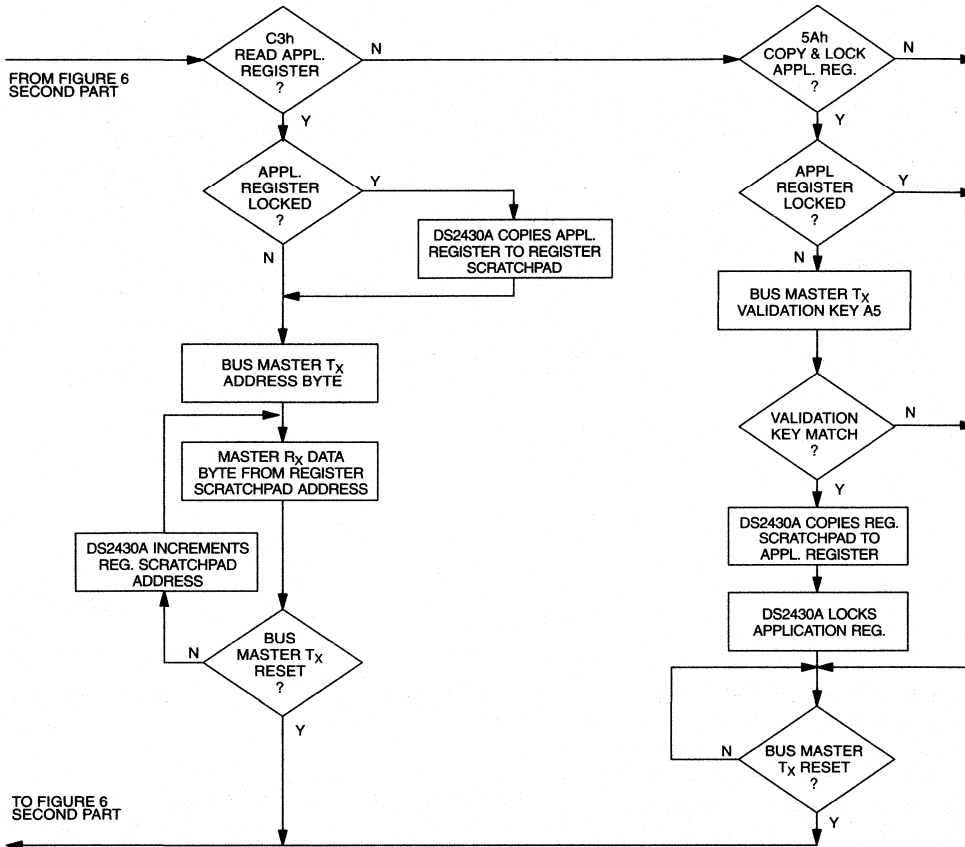 C3h
READ APPL.
REGISTER
?
N
Y
FROM FIGURE 6
SECOND PART
APPL.
REGISTER
LOCKED
?
Y
N
DS2430A COPIES APPL.
REGISTER TO REGISTER
SCRATCHPAD
BUS MASTER TX
ADDRESS BYTE
MASTER RX DATA
BYTE FROM REGISTER
SCRATCHPAD ADDRESS
DS2430A INCREMENTS
REG. SCRATCHPAD
ADDRESS
BUS
MASTER TX
RESET
?
N
Y
TO FIGURE 6
SECOND PART
5Ah
COPY & LOCK
APPL. REG.
?
N
Y
APPL
REGISTER
LOCKED
?
Y
N
BUS MASTER TX
VALIDATION KEY A5
VALIDATION
KEY MATCH
?
N
Y
DS2430A COPIES REG.
SCRATCHPAD TO
APPL. REGISTER
DS2430A LOCKS
APPLICATION REG.
BUS MASTER
TX RESET
?
N
Y